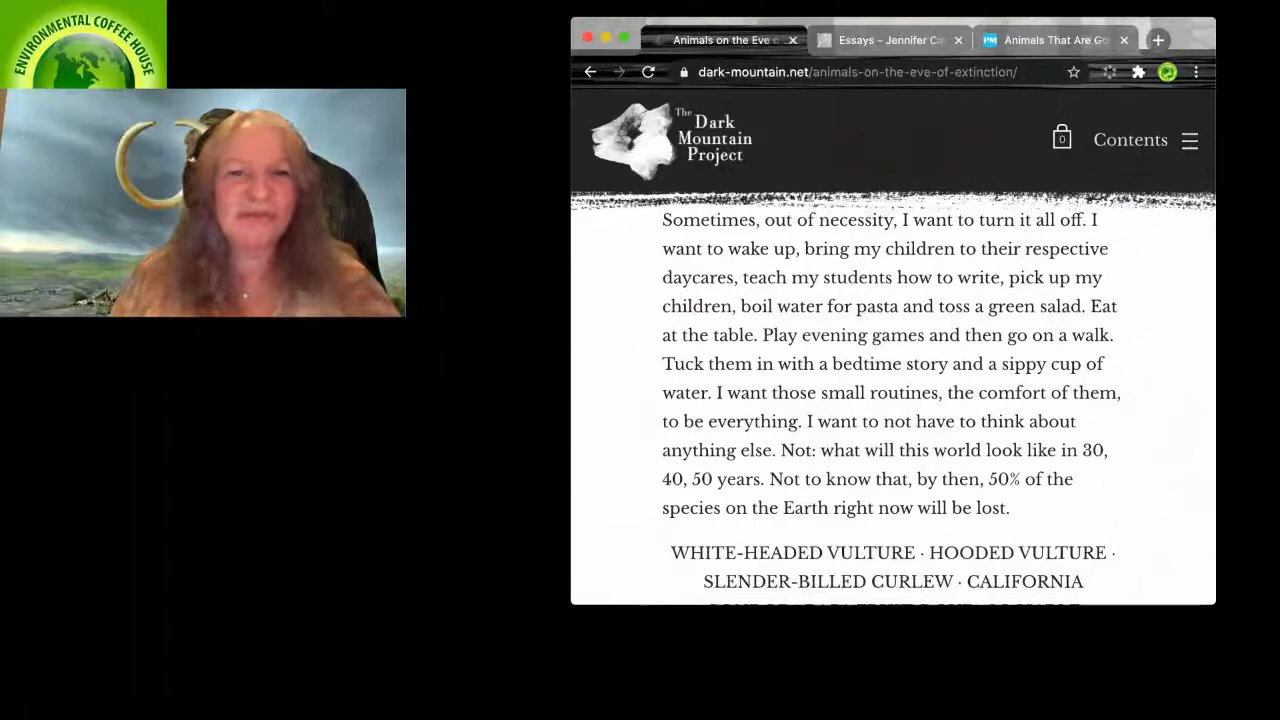 ENVIRONMENTAL COFFEE HOUSE
Animals on the Eve o
Essays – Jennifer Ca
PM
Animals That Are Go
dark-mountain.net/animals-on-the-eve-of-extinction/
The
Dark
Mountain
Project
0
Contents
Sometimes, out of necessity, I want to turn it all off. I
want to wake up, bring my children to their respective
daycares, teach my students how to write, pick up my
children, boil water for pasta and toss a green salad. Eat
at the table. Play evening games and then go on a walk.
Tuck them in with a bedtime story and a sippy cup of
water. I want those small routines, the comfort of them,
to be everything. I want to not have to think about
anything else. Not: what will this world look like in 30,
40, 50 years. Not to know that, by then, 50% of the
species on the Earth right now will be lost.
WHITE-HEADED VULTURE · HOODED VULTURE ·
SLENDER-BILLED CURLEW · CALIFORNIA